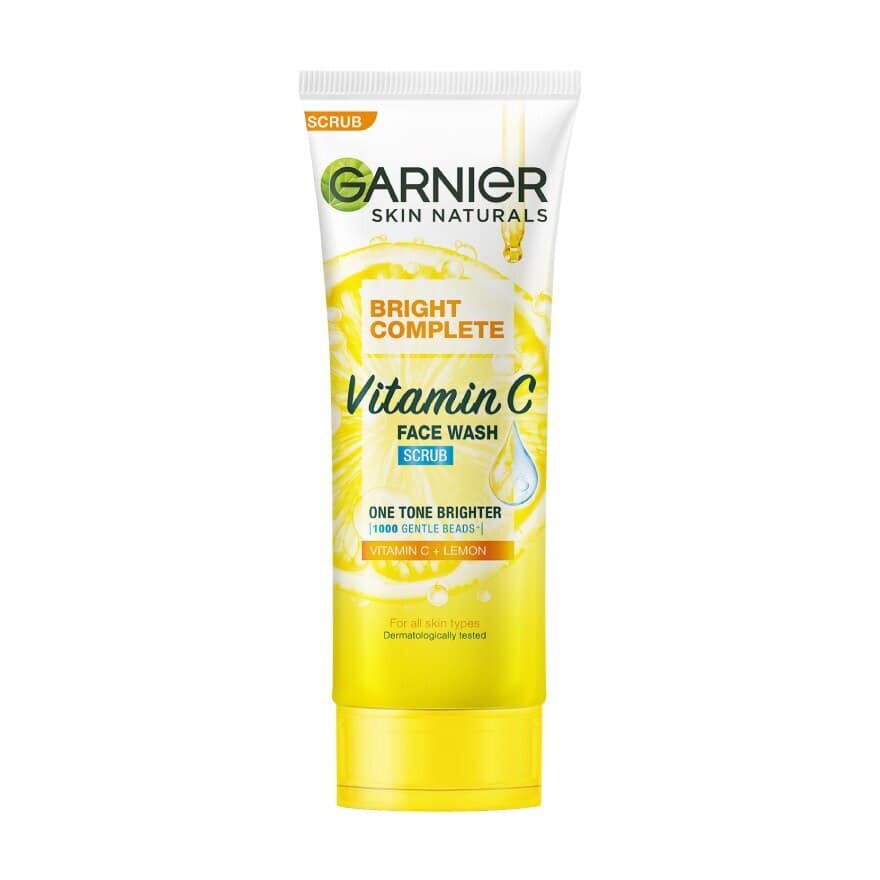 SCRUB
GARNIER
SKIN NATURALS
BRIGHT
COMPLETE
Vitamin C
FACE WASH
SCRUB
ONE TONE BRIGHTER
1000 GENTLE BEADS
VITAMIN C + LEMON
For all skin types
Dermatologically tested